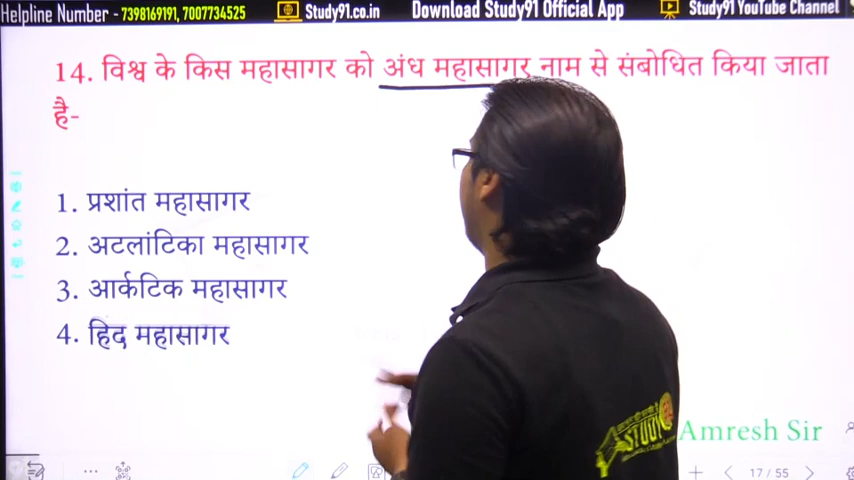 Helpline Number - 7398169191, 7007734525 Study91.co.in Download Study91 Official App Study91 YouTube Channel
14. विश्व के किस महासागर को अंध महासागर नाम से संबोधित किया जाता
है-
1. प्रशांत महासागर
2. अटलांटिका महासागर
3. आर्कटिक महासागर
4. हिंद महासागर
STUDY
Amresh Sir
17/55